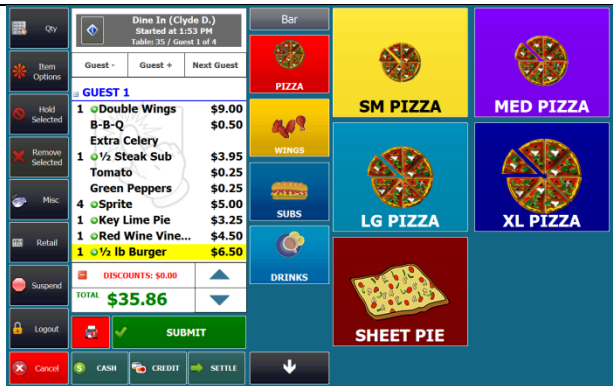 Qty
Item
Options
Hold
Selected
Remove
Selected
Misc
Retail
Suspend
Logout
Cancel
Dine In (Clyde D.)
Started at 1:53 PM
Table: 35 / Guest 1 of 4
Guest -
Guest +
Next Guest
GUEST 1
1 Double Wings $9.00
B-B-Q $0.50
Extra Celery
1 ½ Steak Sub $3.95
Tomato $0.25
Green Peppers $0.25
4 Sprite $5.00
1 Key Lime Pie $3.25
1 Red Wine Vine... $4.50
1 ½ lb Burger $6.50
DISCOUNTS: $0.00
TOTAL $35.86
SUBMIT
CASH
CREDIT
SETTLE
Bar
PIZZA
WINGS
SUBS
DRINKS
SM PIZZA
MED PIZZA
LG PIZZA
XL PIZZA
SHEET PIE